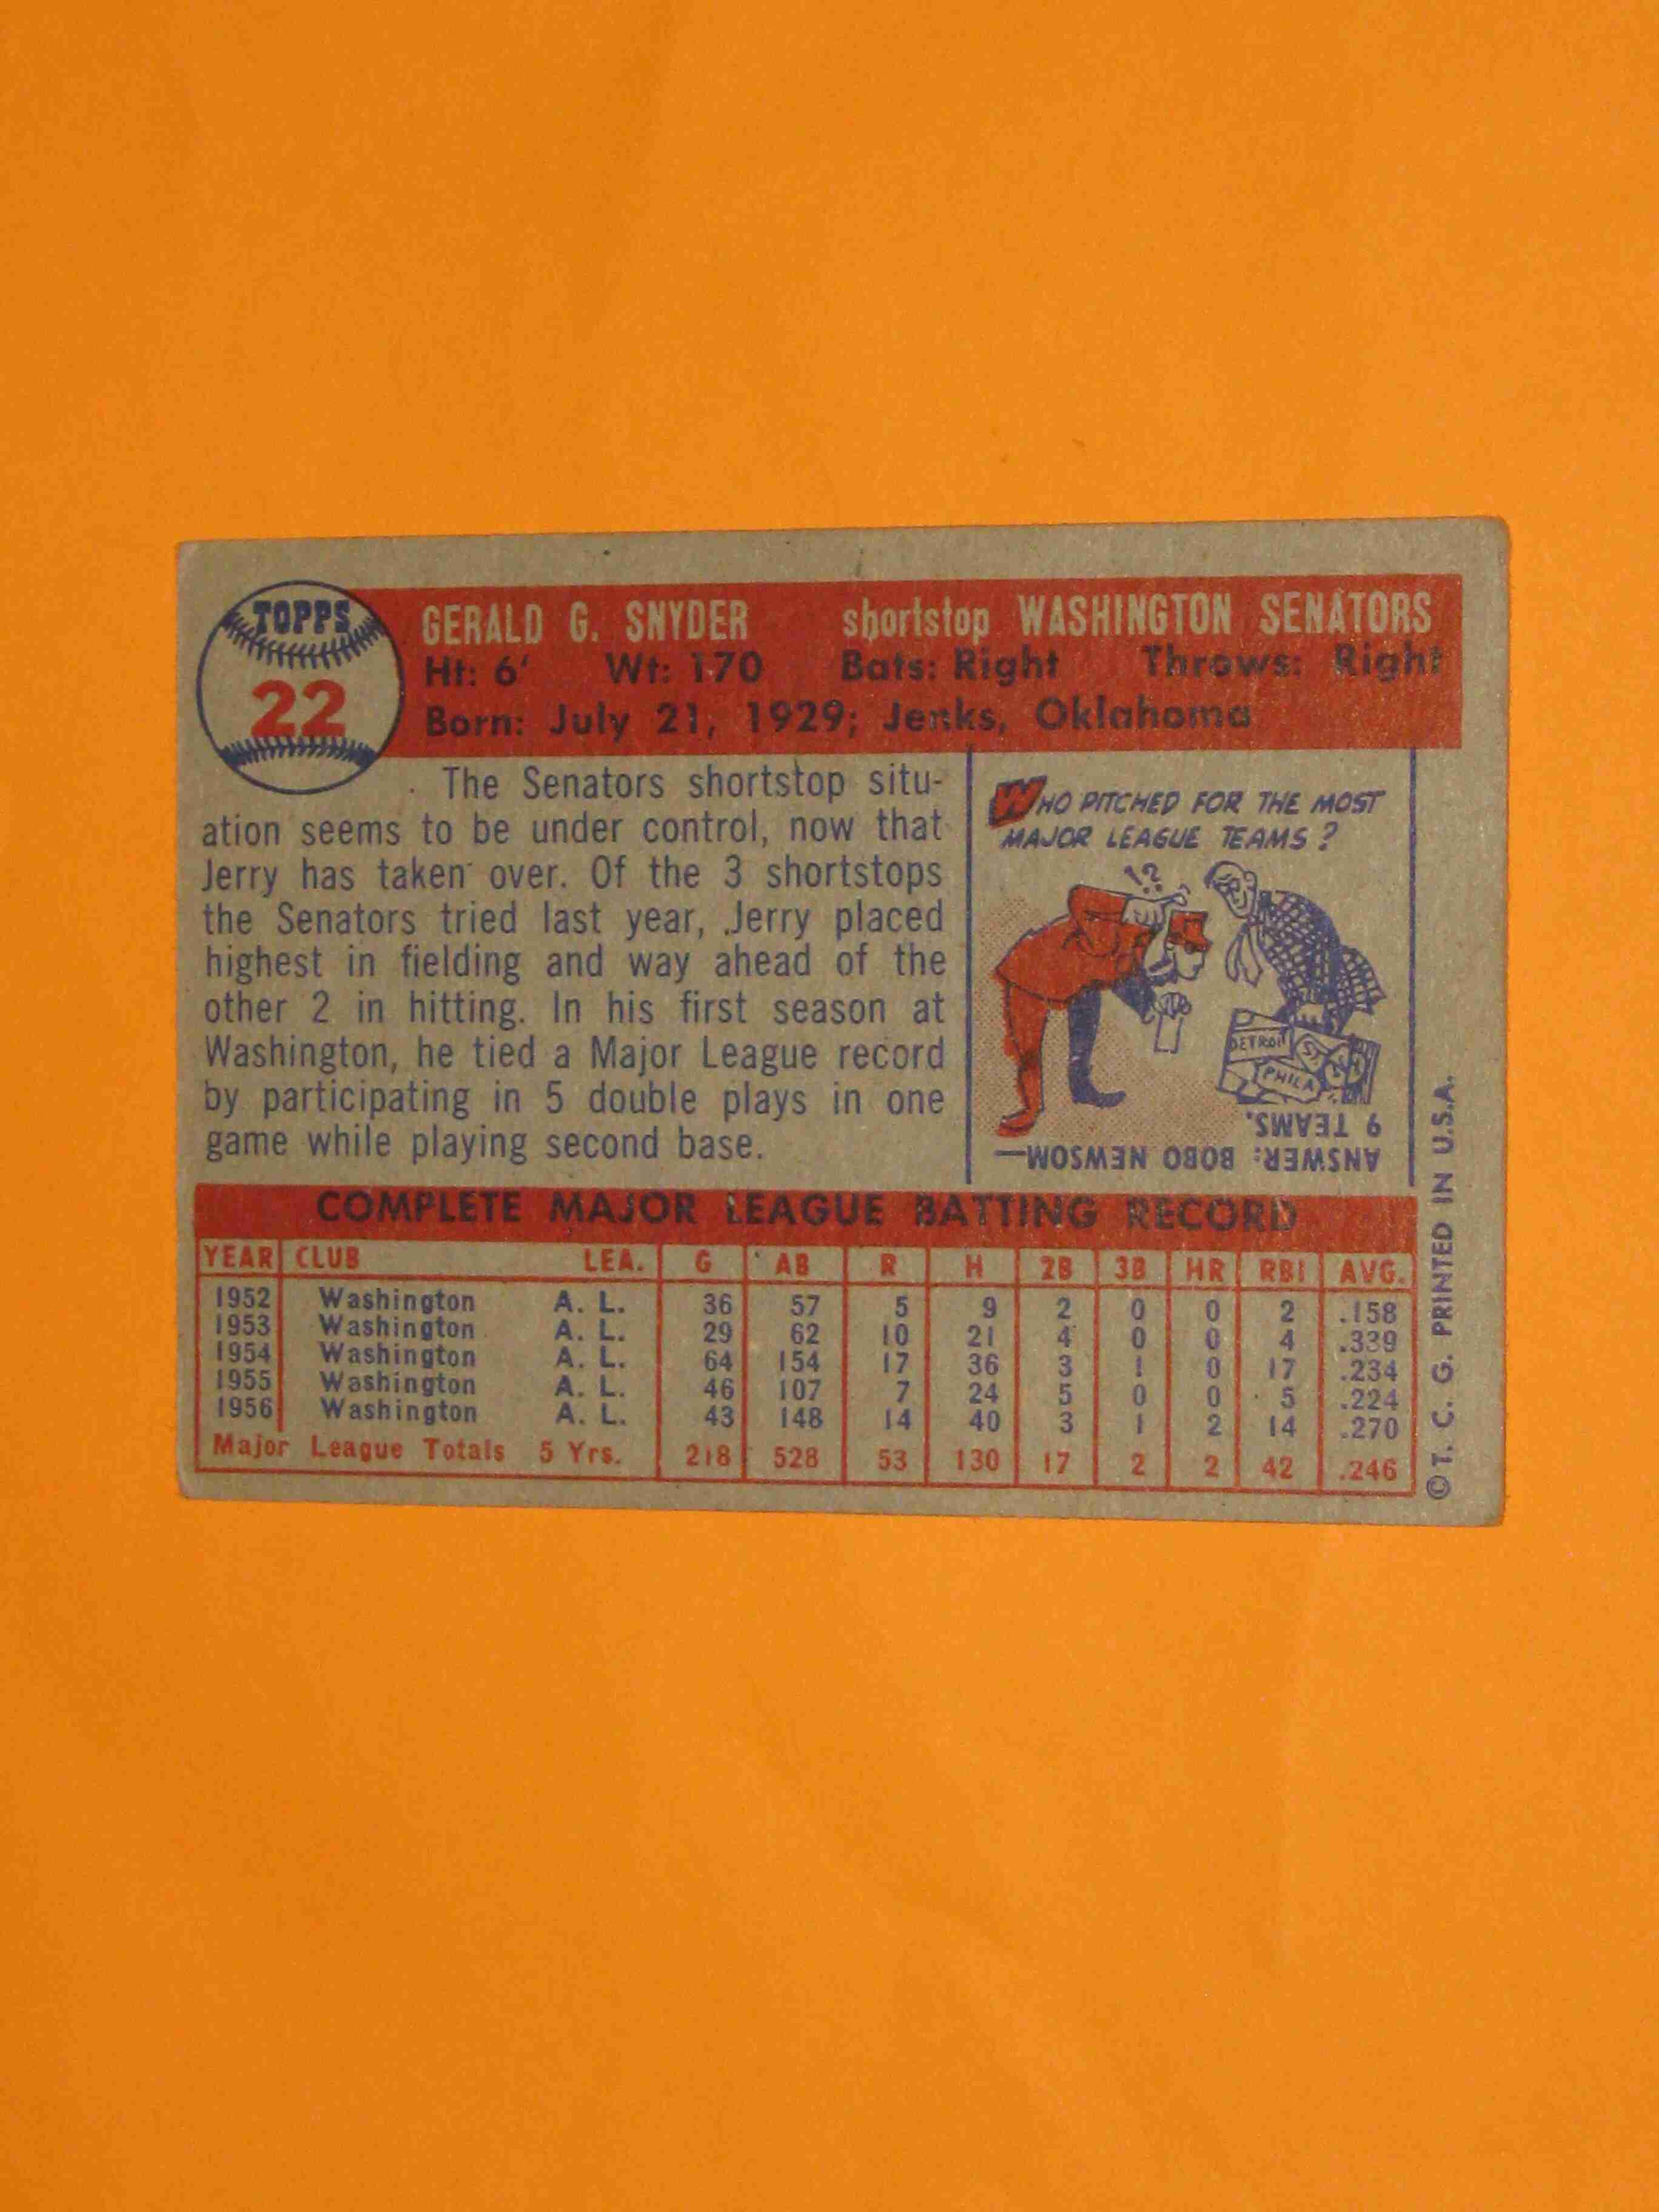 TOPPS
22
GERALD G. SNYDER shortstop WASHINGTON SENATORS
Ht: 6' Wt: 170 Bats: Right Throws: Right
Born: July 21, 1929; Jenks, Oklahoma
The Senators shortstop situ-
ation seems to be under control, now that
Jerry has taken over. Of the 3 shortstops
the Senators tried last year, Jerry placed
highest in fielding and way ahead of the
other 2 in hitting. In his first season at
Washington, he tied a Major League record
by participating in 5 double plays in one
game while playing second base.
WHO PITCHED FOR THE MOST
MAJOR LEAGUE TEAMS?
!?
DETROIT
PHILA
ANSWER: BOBO NEWSOM—
9 TEAMS.
COMPLETE MAJOR LEAGUE BATTING RECORD
YEAR CLUB LEA. G AB R H 2B 3B HR RBI AVG.
1952 Washington A. L. 36 57 5 9 2 0 0 2 .158
1953 Washington A. L. 29 62 10 21 4 0 0 4 .339
1954 Washington A. L. 64 154 17 36 3 1 0 17 .234
1955 Washington A. L. 46 107 7 24 5 0 0 5 .224
1956 Washington A. L. 43 148 14 40 3 1 2 14 .270
Major League Totals 5 Yrs. 218 528 53 130 17 2 2 42 .246
© T. C. G. PRINTED IN U.S.A.